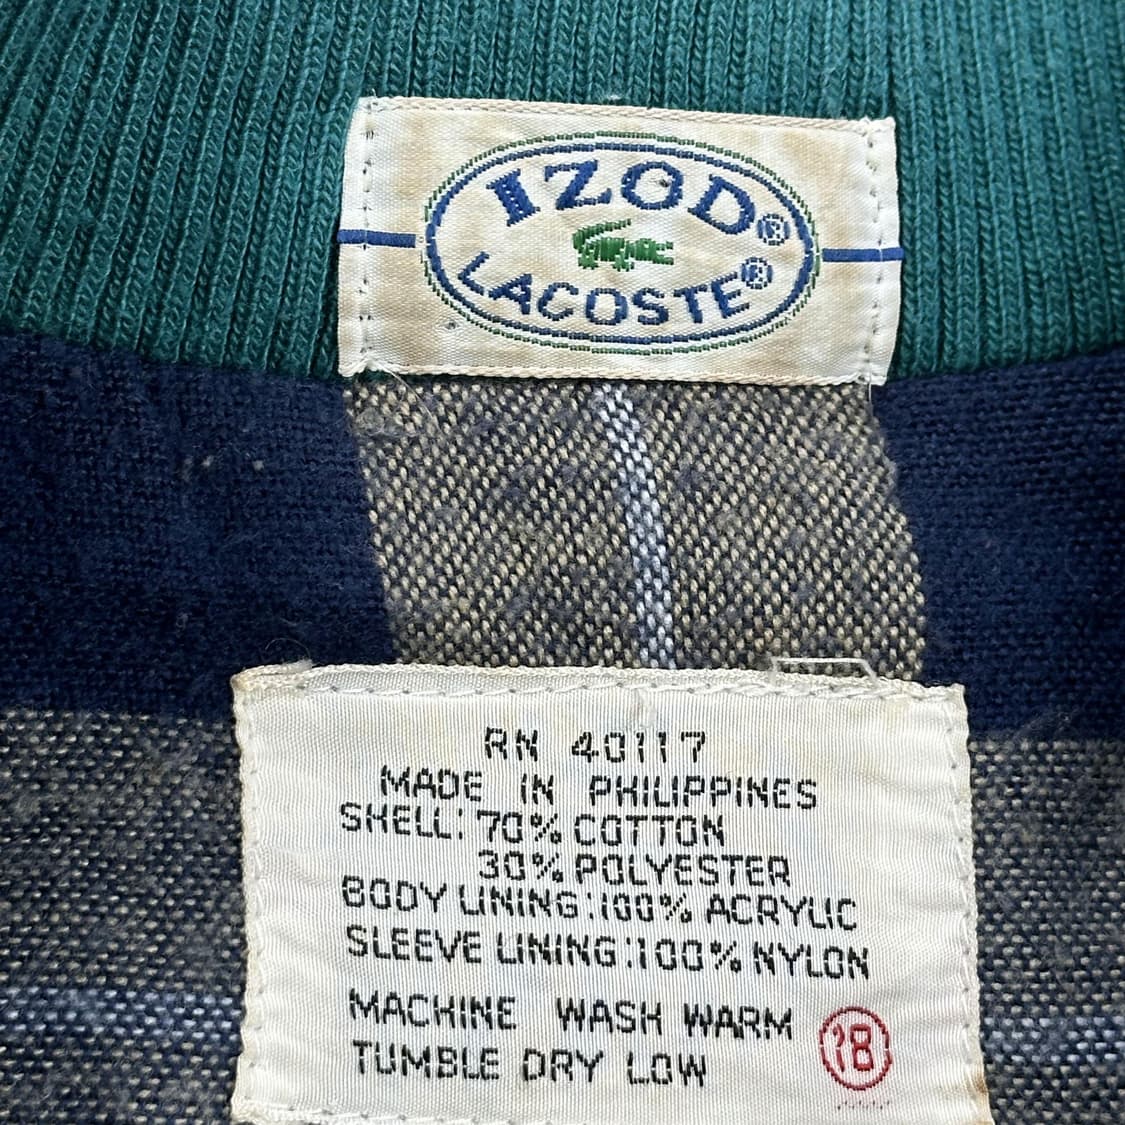 IZOD®
LACOSTE®
RN 40117
MADE IN PHILIPPINES
SHELL: 70% COTTON
30% POLYESTER
BODY LINING: 100% ACRYLIC
SLEEVE LINING: 100% NYLON
MACHINE WASH WARM
TUMBLE DRY LOW
18